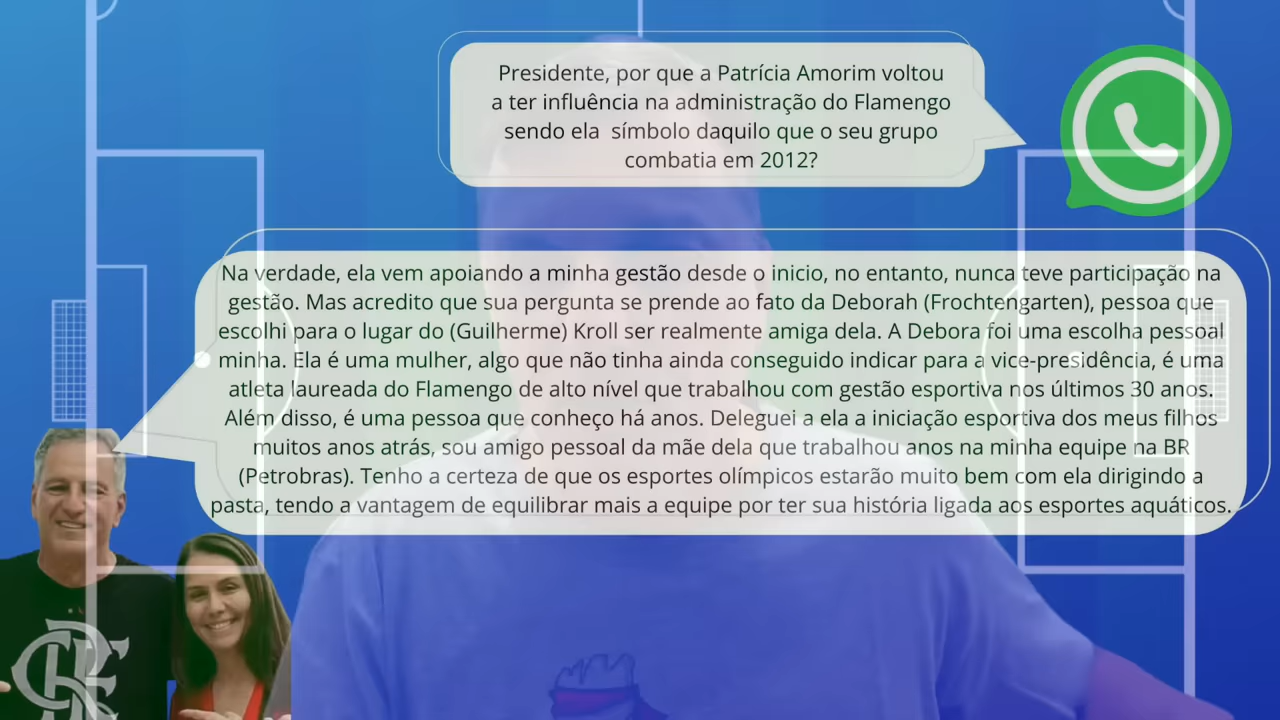 Presidente, por que a Patrícia Amorim voltou
a ter influência na administração do Flamengo
sendo ela símbolo daquilo que o seu grupo
combatia em 2012?
Na verdade, ela vem apoiando a minha gestão desde o inicio, no entanto, nunca teve participação na
gestão. Mas acredito que sua pergunta se prende ao fato da Deborah (Frochtengarten), pessoa que
escolhi para o lugar do (Guilherme) Kroll ser realmente amiga dela. A Debora foi uma escolha pessoal
minha. Ela é uma mulher, algo que não tinha ainda conseguido indicar para a vice-presidência, é uma
atleta laureada do Flamengo de alto nível que trabalhou com gestão esportiva nos últimos 30 anos.
Além disso, é uma pessoa que conheço há anos. Deleguei a ela a iniciação esportiva dos meus filhos
muitos anos atrás, sou amigo pessoal da mãe dela que trabalhou anos na minha equipe na BR
(Petrobras). Tenho a certeza de que os esportes olímpicos estarão muito bem com ela dirigindo a
pasta, tendo a vantagem de equilibrar mais a equipe por ter sua história ligada aos esportes aquáticos.